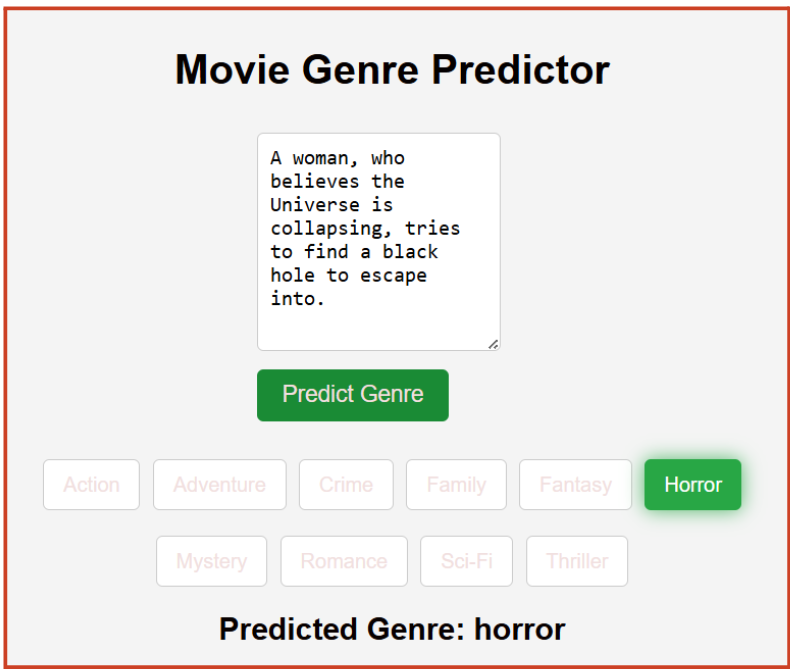 Movie Genre Predictor
A woman, who
believes the
Universe is
collapsing, tries
to find a black
hole to escape
into.
Predict Genre
Action Adventure Crime Family Fantasy Horror
Mystery Romance Sci-Fi Thriller
Predicted Genre: horror